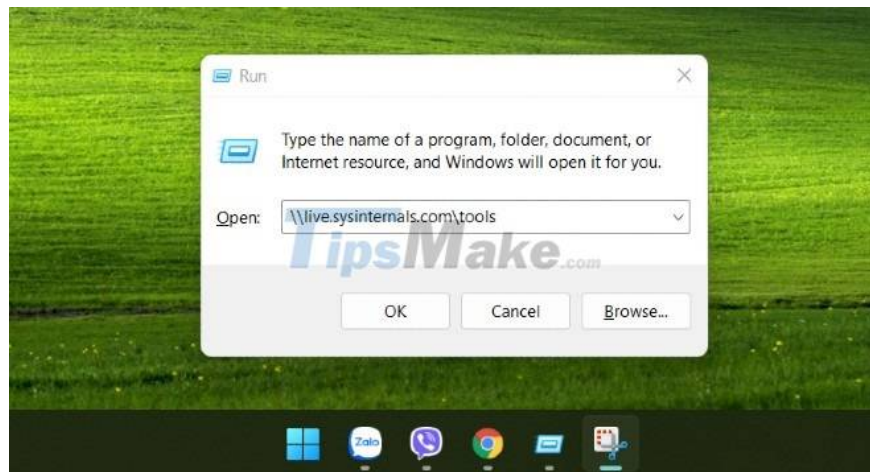 Run
Type the name of a program, folder, document, or
Internet resource, and Windows will open it for you.
Open: \\live.sysinternals.com\tools
TipsMake.com
OK Cancel Browse...
Zalo